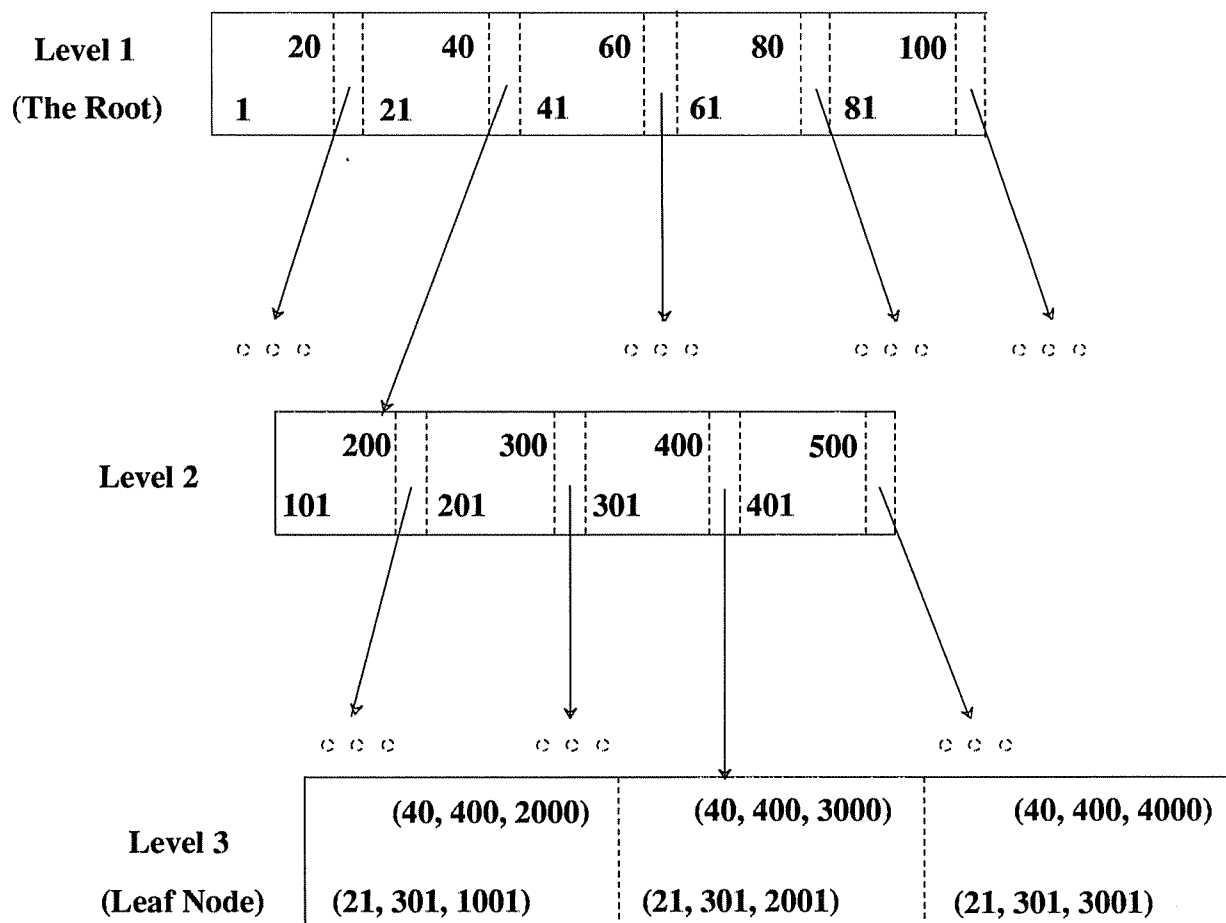 Level 1
(The Root)
20 40 60 80 100
1 21 41 61 81
Level 2
200 300 400 500
101 201 301 401
Level 3
(Leaf Node)
(40, 400, 2000) (40, 400, 3000) (40, 400, 4000)
(21, 301, 1001) (21, 301, 2001) (21, 301, 3001)